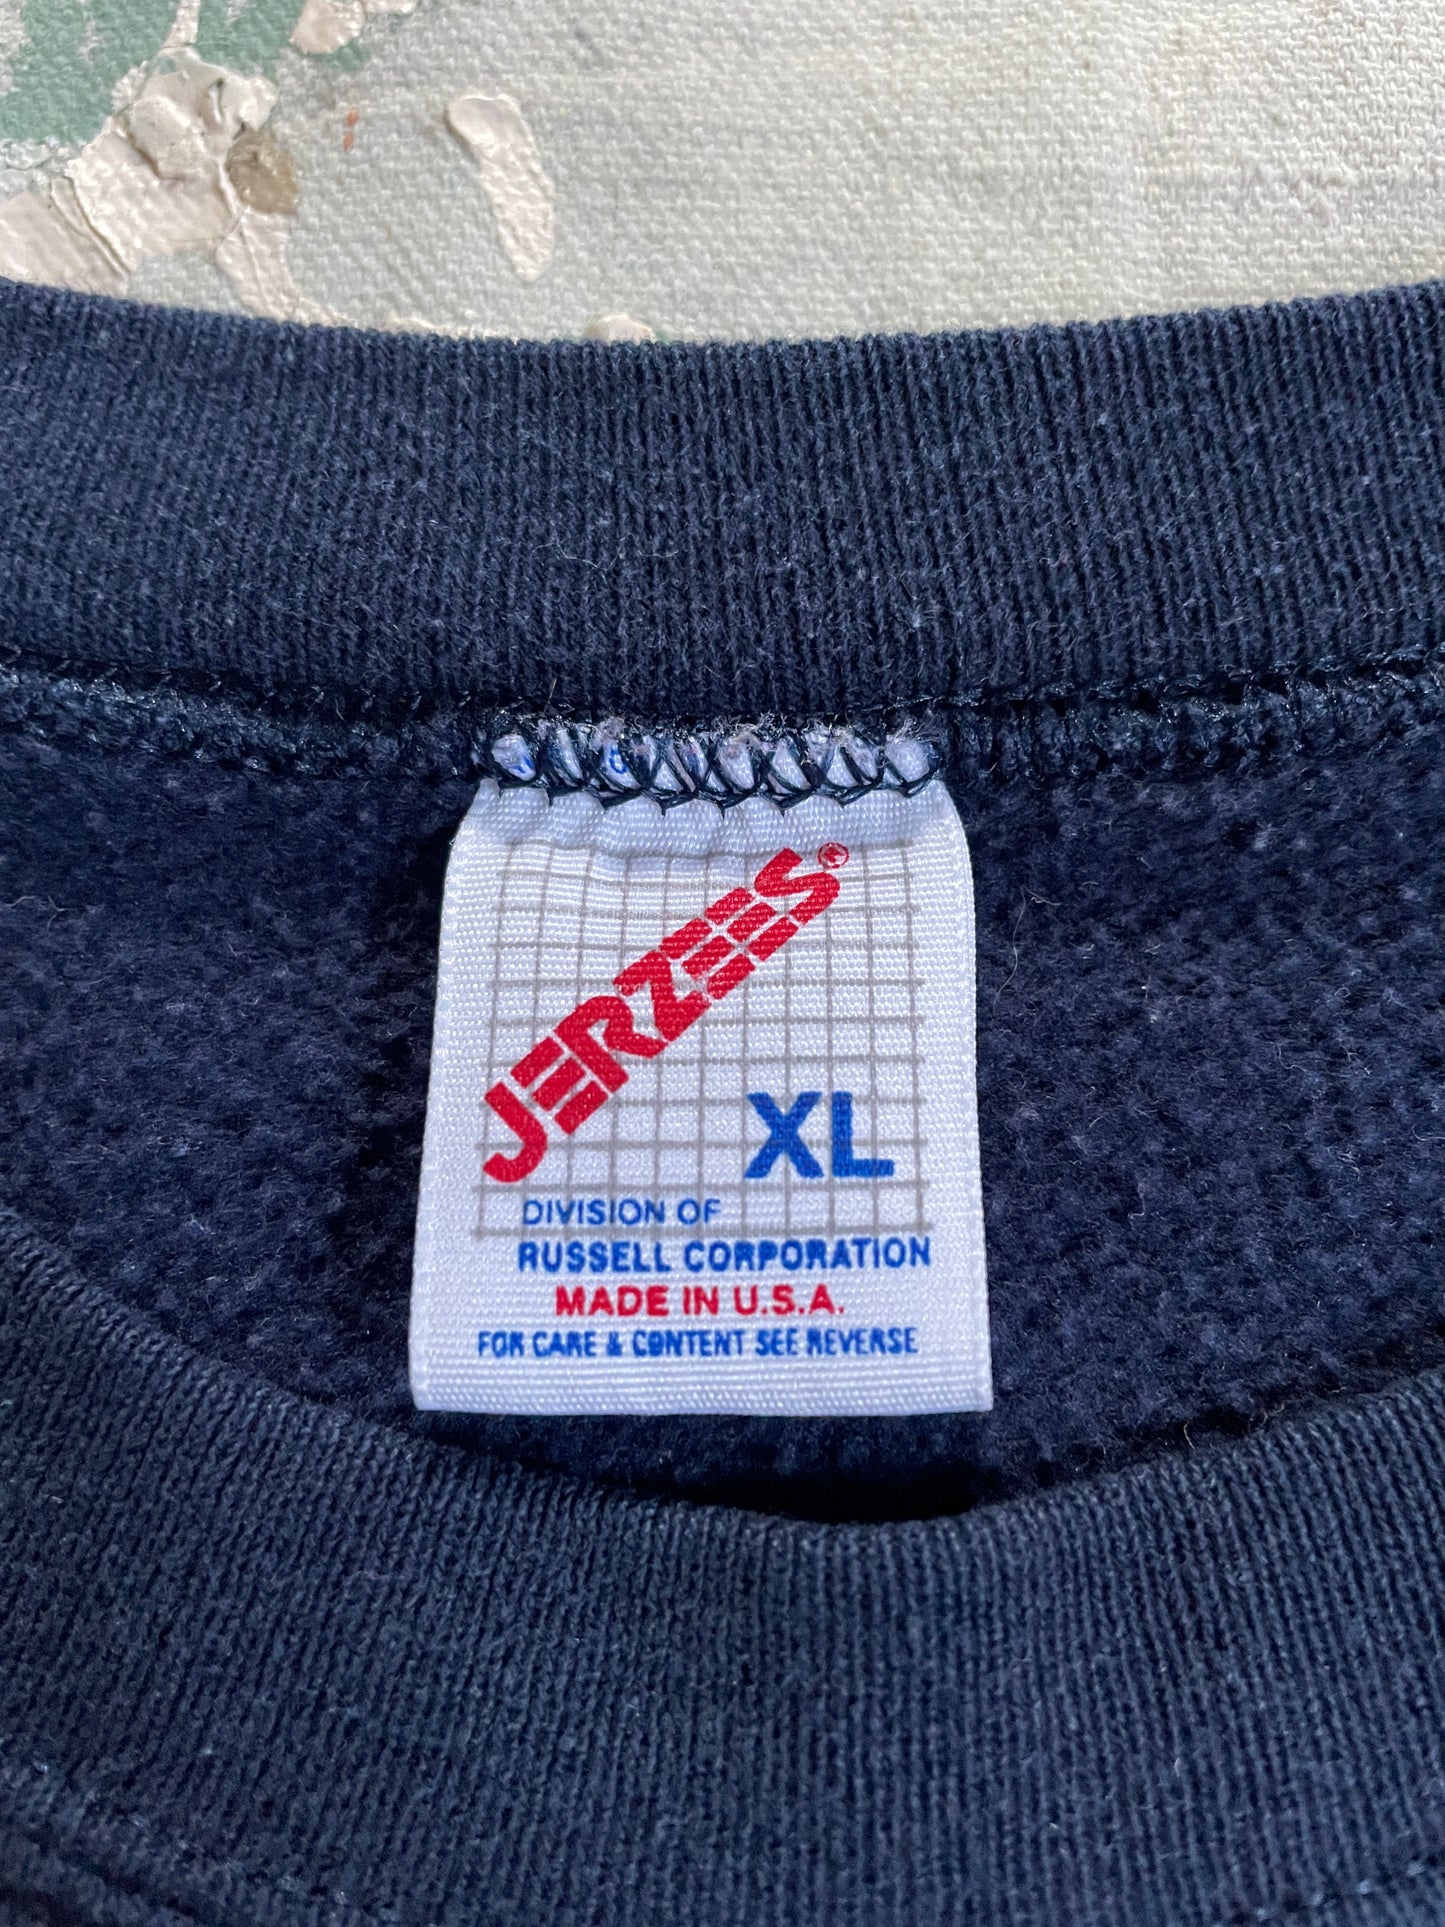 JERZEES®
XL
DIVISION OF
RUSSELL CORPORATION
MADE IN U.S.A.
FOR CARE & CONTENT SEE REVERSE